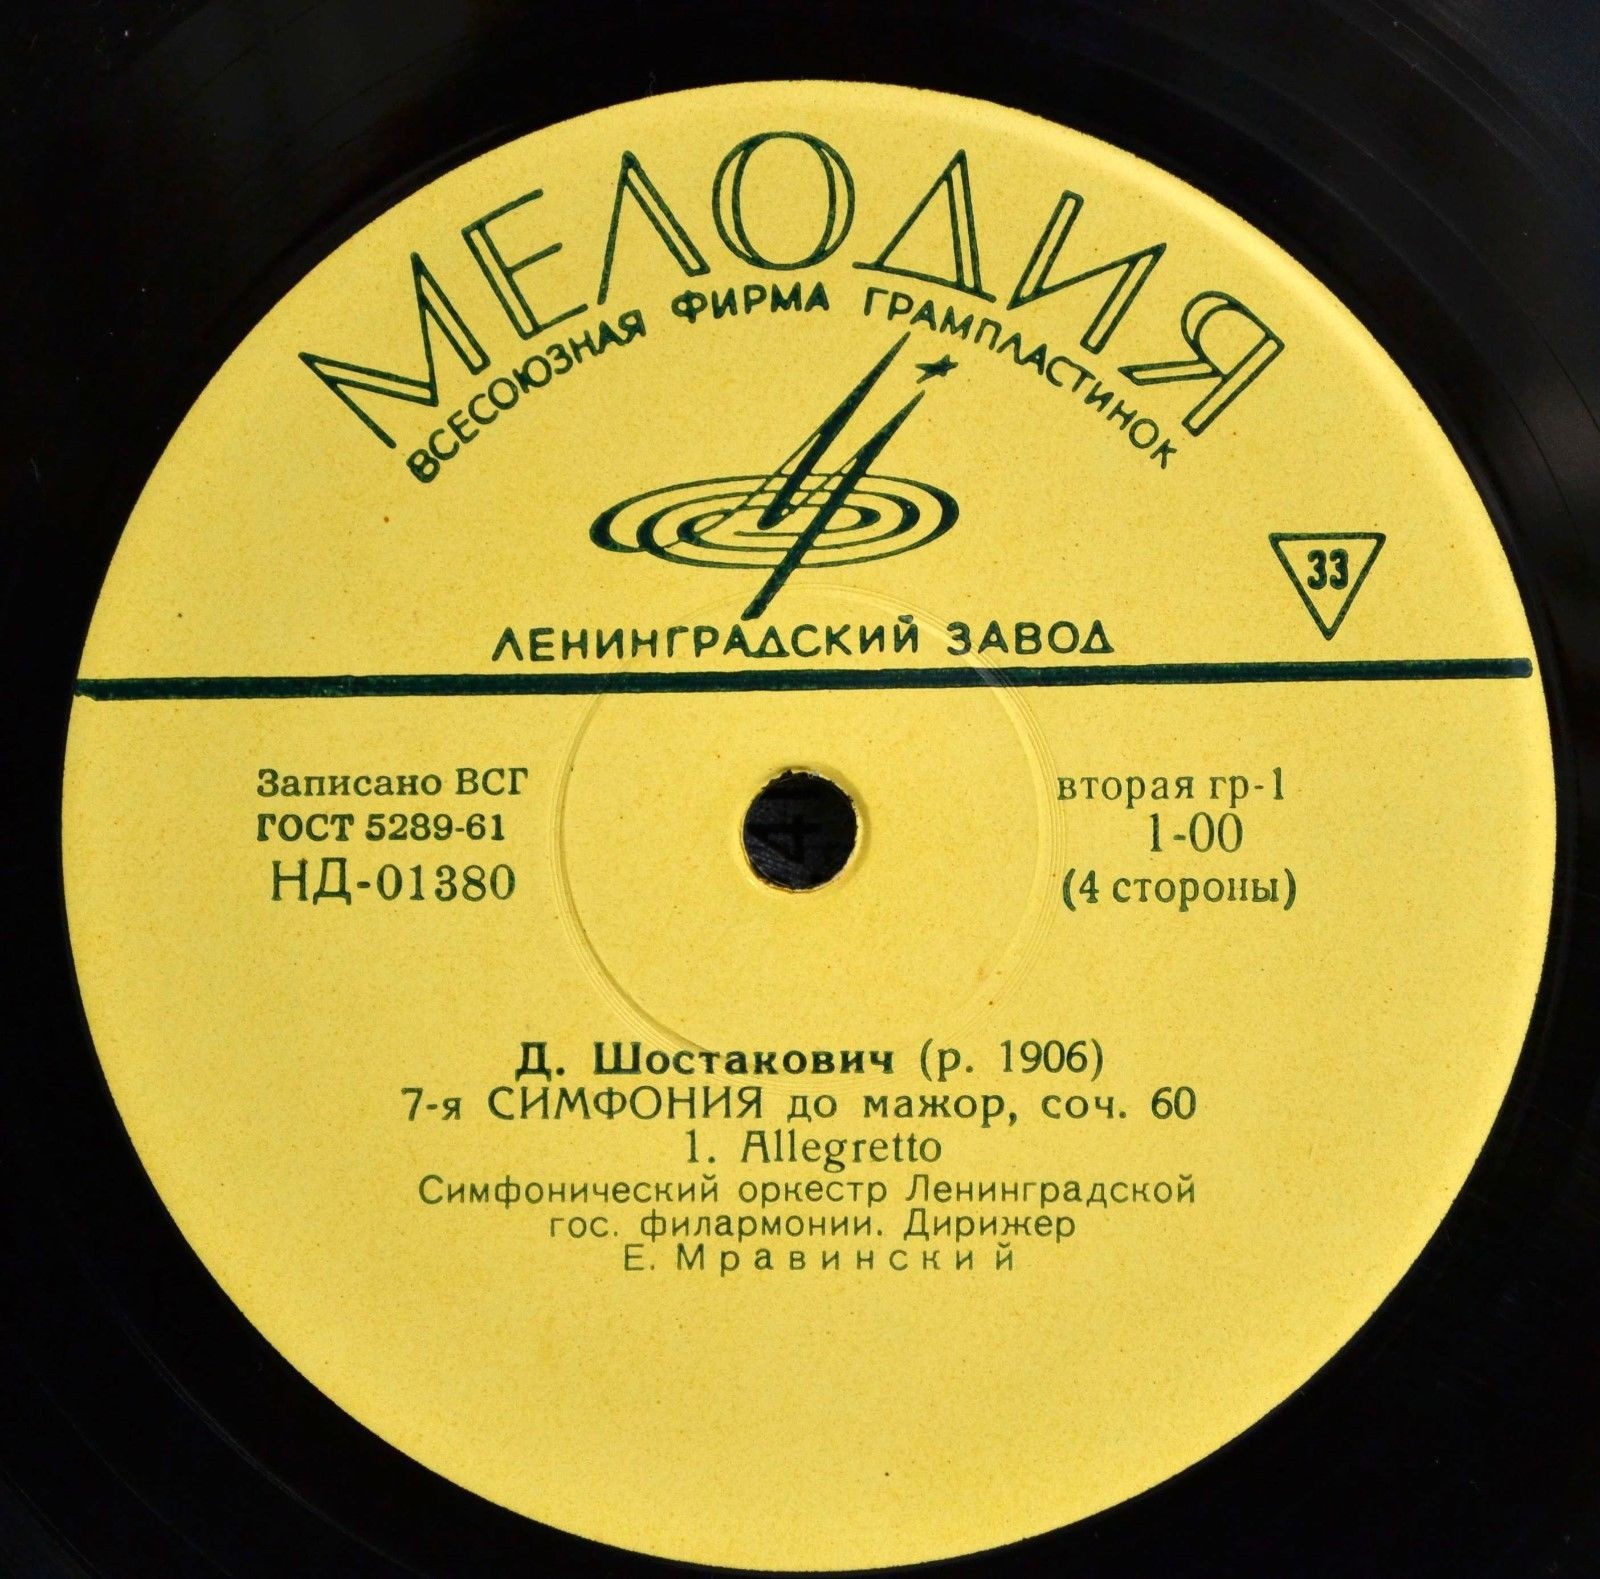 МЕЛОДИЯ
ВСЕСОЮЗНАЯ ФИРМА ГРАМПЛАСТИНОК
33
ЛЕНИНГРАДСКИЙ ЗАВОД
Записано ВСГ
ГОСТ 5289-61
НД-01380
вторая гр-1
1-00
(4 стороны)
Д. Шостакович (р. 1906)
7-я СИМФОНИЯ до мажор, соч. 60
1. Allegretto
Симфонический оркестр Ленинградской
гос. филармонии. Дирижер
Е. Мравинский